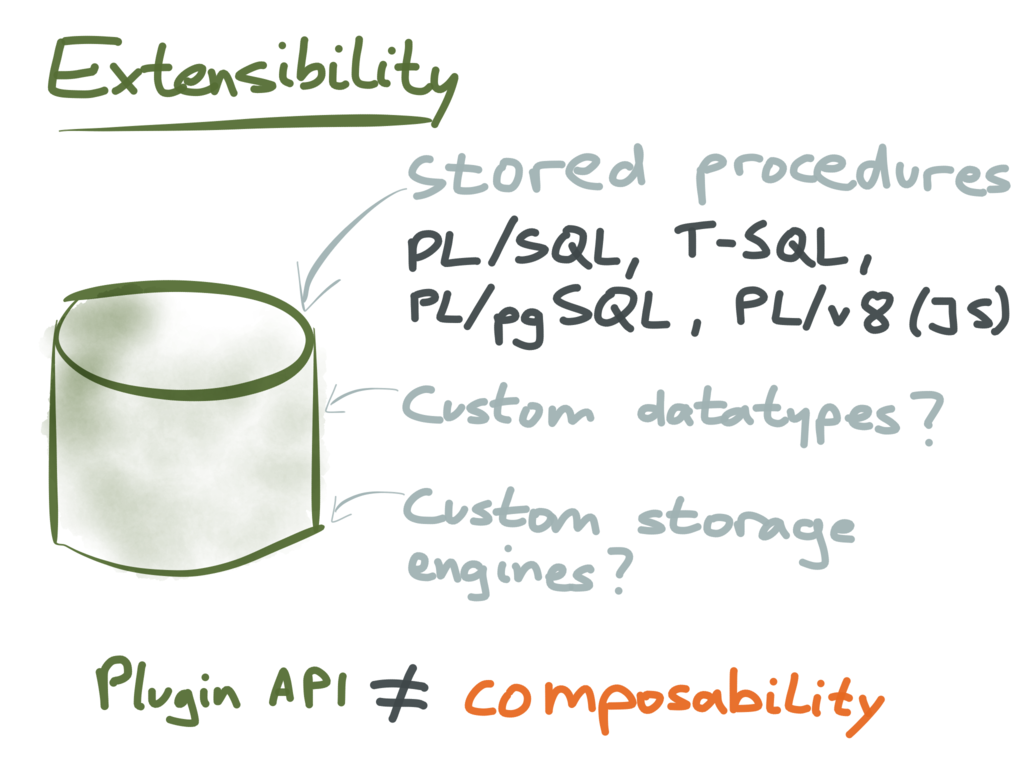 Extensibility
stored procedures
PL/SQL, T-SQL,
PL/pgSQL, PL/v8 (JS)
Custom datatypes?
Custom storage
engines?
Plugin API ≠ composability